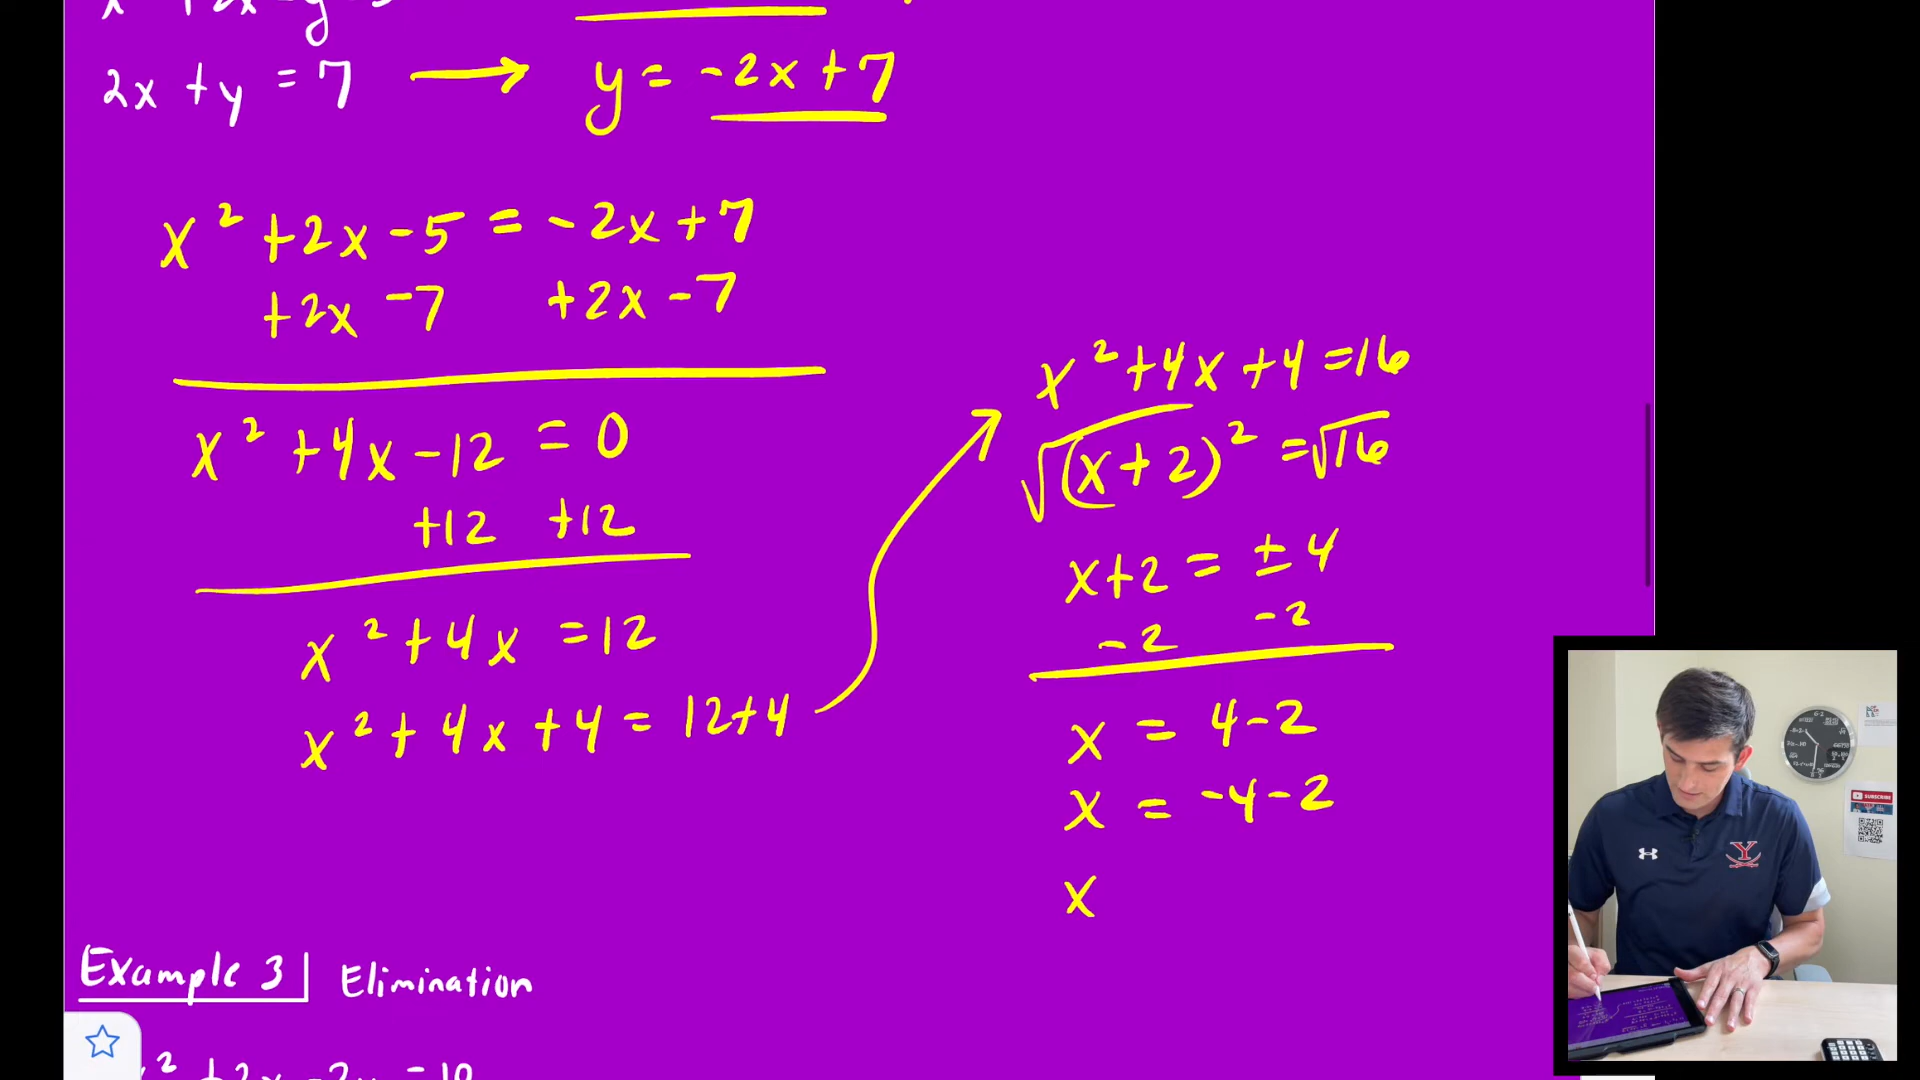 2x + y = 7 → y = -2x + 7
x² + 2x - 5 = -2x + 7
+2x - 7 +2x - 7
x² + 4x - 12 = 0
+12 +12
x² + 4x = 12
x² + 4x + 4 = 12 + 4
x² + 4x + 4 = 16
√(x + 2)² = √16
x + 2 = ± 4
-2 -2
x = 4 - 2
x = -4 - 2
x
Example 3 Elimination
SUBSCRIBE
Y